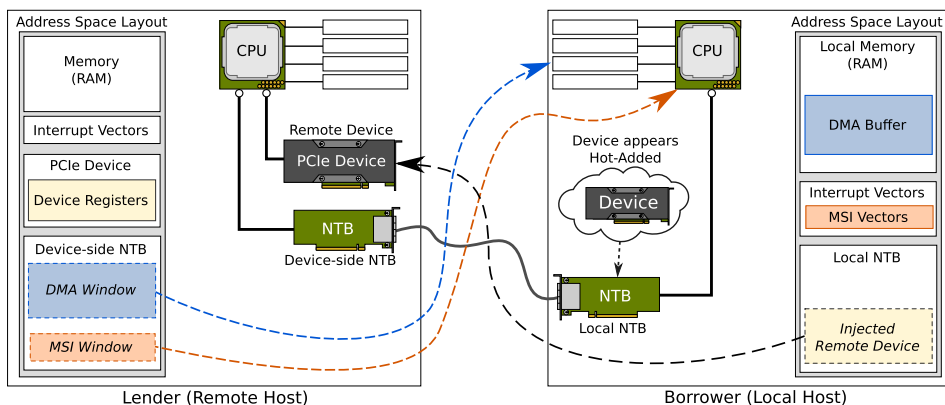 Address Space Layout
Memory
(RAM)
Interrupt Vectors
PCIe Device
Device Registers
Device-side NTB
DMA Window
MSI Window
CPU
Remote Device
PCIe Device
NTB
Device-side NTB
Lender (Remote Host)
CPU
Device appears
Hot-Added
Device
NTB
Local NTB
Address Space Layout
Local Memory
(RAM)
DMA Buffer
Interrupt Vectors
MSI Vectors
Local NTB
Injected
Remote Device
Borrower (Local Host)